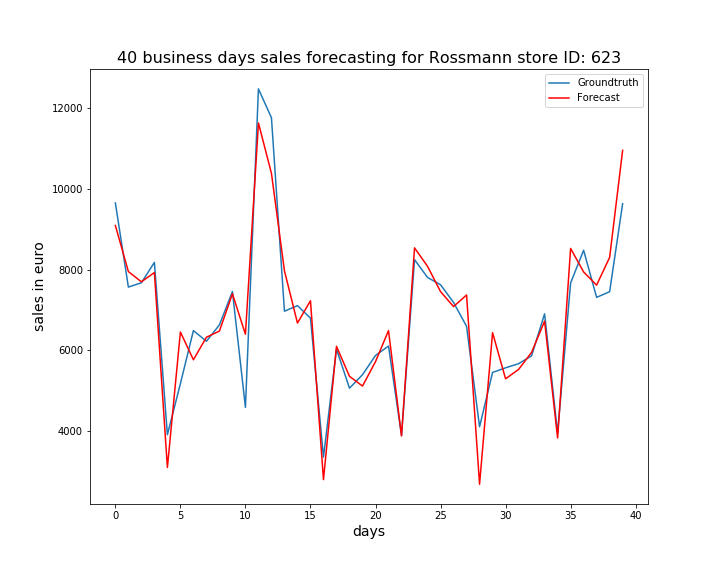 40 business days sales forecasting for Rossmann store ID: 623
Groundtruth
Forecast
12000
10000
8000
6000
4000
sales in euro
0 5 10 15 20 25 30 35 40
days